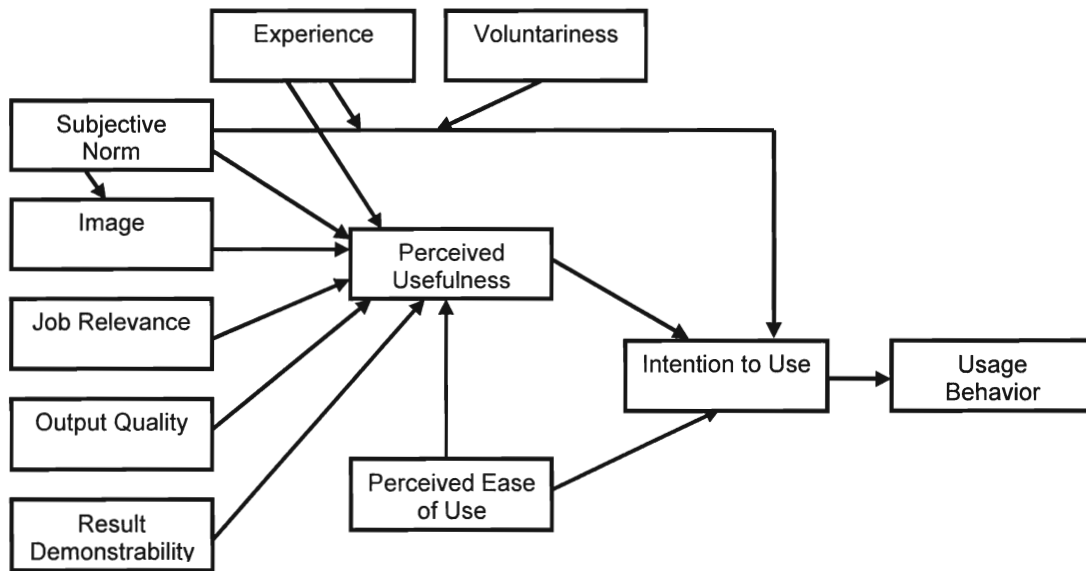 Experience
Voluntariness
Subjective
Norm
Image
Perceived
Usefulness
Job Relevance
Intention to Use
Usage
Behavior
Output Quality
Perceived Ease
of Use
Result
Demonstrability